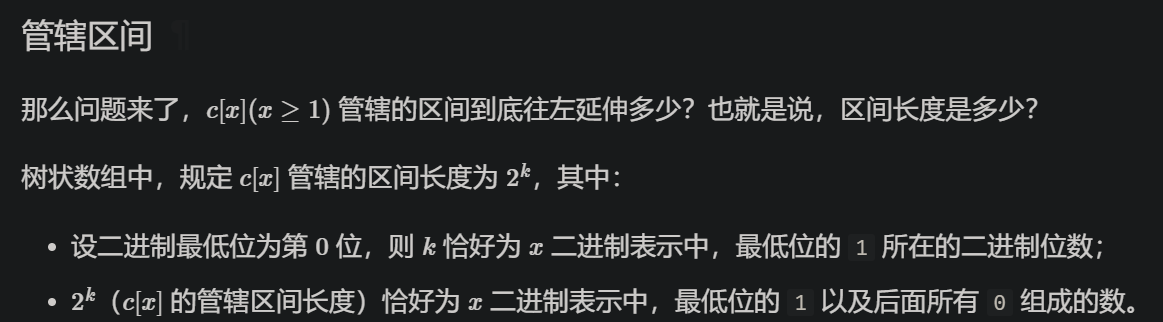 管辖区间 ¶
那么问题来了，c[x](x ≥ 1) 管辖的区间到底往左延伸多少？也就是说，区间长度是多少？
树状数组中，规定 c[x] 管辖的区间长度为 2^k，其中：
• 设二进制最低位为第 0 位，则 k 恰好为 x 二进制表示中，最低位的 1 所在的二进制位数；
• 2^k（c[x] 的管辖区间长度）恰好为 x 二进制表示中，最低位的 1 以及后面所有 0 组成的数。